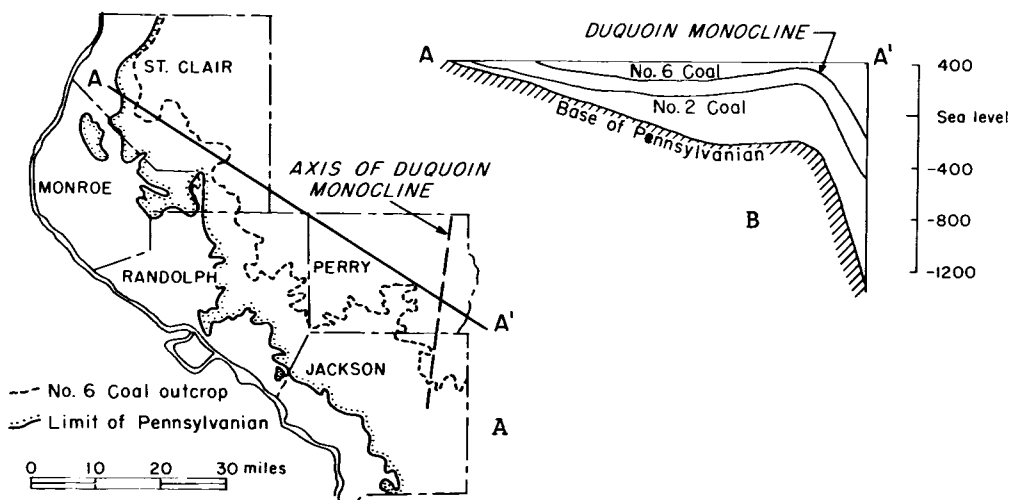 A
ST. CLAIR
MONROE
AXIS OF DUQUOIN
MONOCLINE
RANDOLPH
PERRY
A'
JACKSON
No. 6 Coal outcrop
Limit of Pennsylvanian
0 10 20 30 miles
A
DUQUOIN MONOCLINE
A
A'
No. 6 Coal
No. 2 Coal
Base of Pennsylvanian
400
Sea level
-400
-800
-1200
B